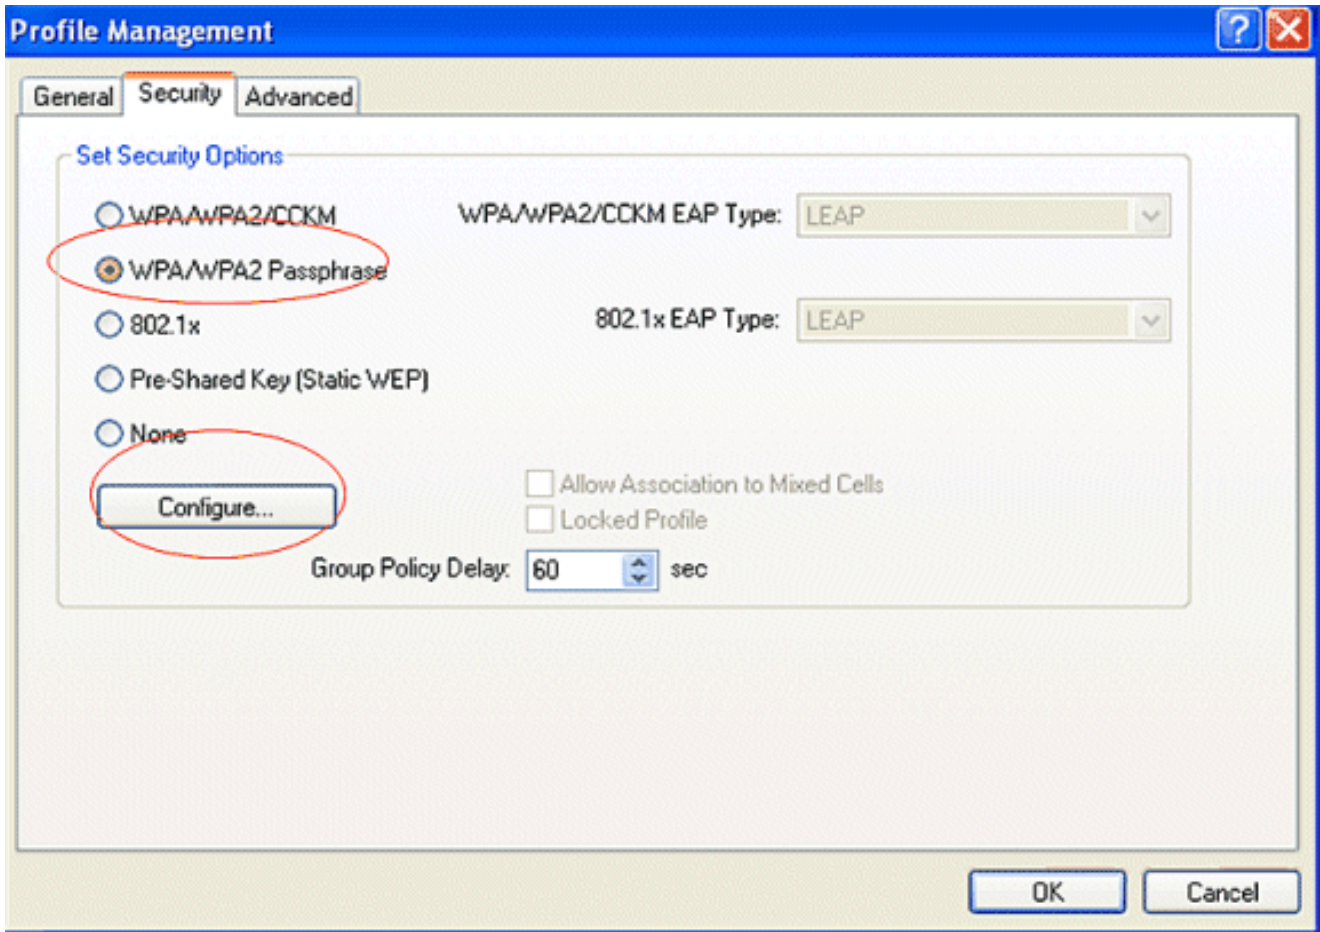 Profile Management
General Security Advanced
Set Security Options
WPA/WPA2/CCKM WPA/WPA2/CCKM EAP Type: LEAP
WPA/WPA2 Passphrase
802.1x 802.1x EAP Type: LEAP
Pre-Shared Key (Static WEP)
None
Allow Association to Mixed Cells
Configure...
Locked Profile
Group Policy Delay: 60 sec
OK Cancel